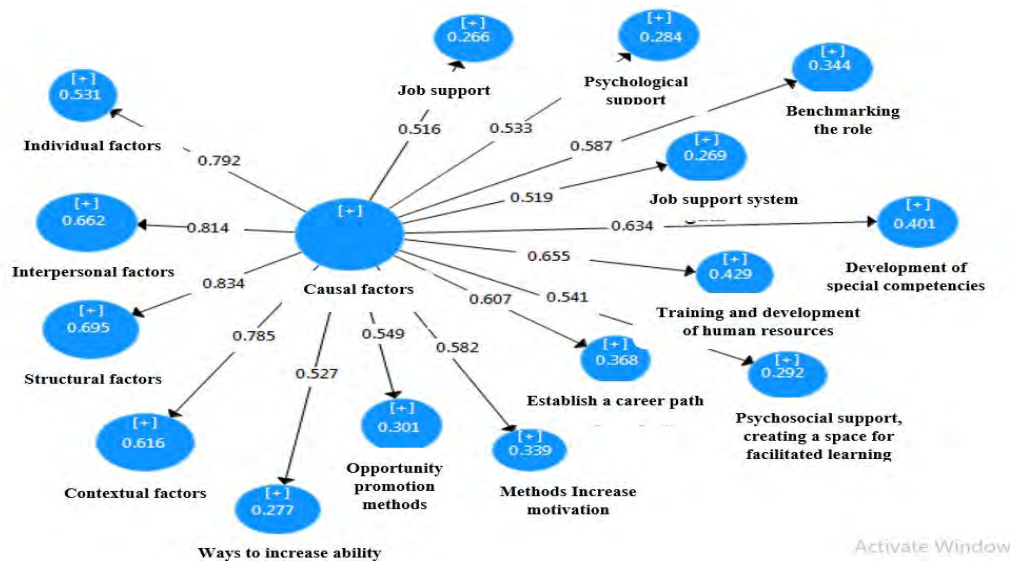 [+]
0.266
Job support
[+]
0.284
Psychological
support
[+]
0.344
Benchmarking
the role
[+]
0.531
Individual factors
0.516
0.533
0.587
[+]
0.269
Job support system
0.792
0.519
[+]
0.662
Interpersonal factors
0.814
[+]
Causal factors
0.634
[+]
0.401
Development of
special competencies
0.655
[+]
0.429
Training and development
of human resources
0.834
[+]
0.695
Structural factors
0.607
0.541
0.785
0.527
0.549
0.582
[+]
0.368
Establish a career path
[+]
0.292
Psychosocial support,
creating a space for
facilitated learning
[+]
0.616
Contextual factors
[+]
0.301
Opportunity
promotion
methods
[+]
0.339
Methods Increase
motivation
[+]
0.277
Ways to increase ability
Activate Window